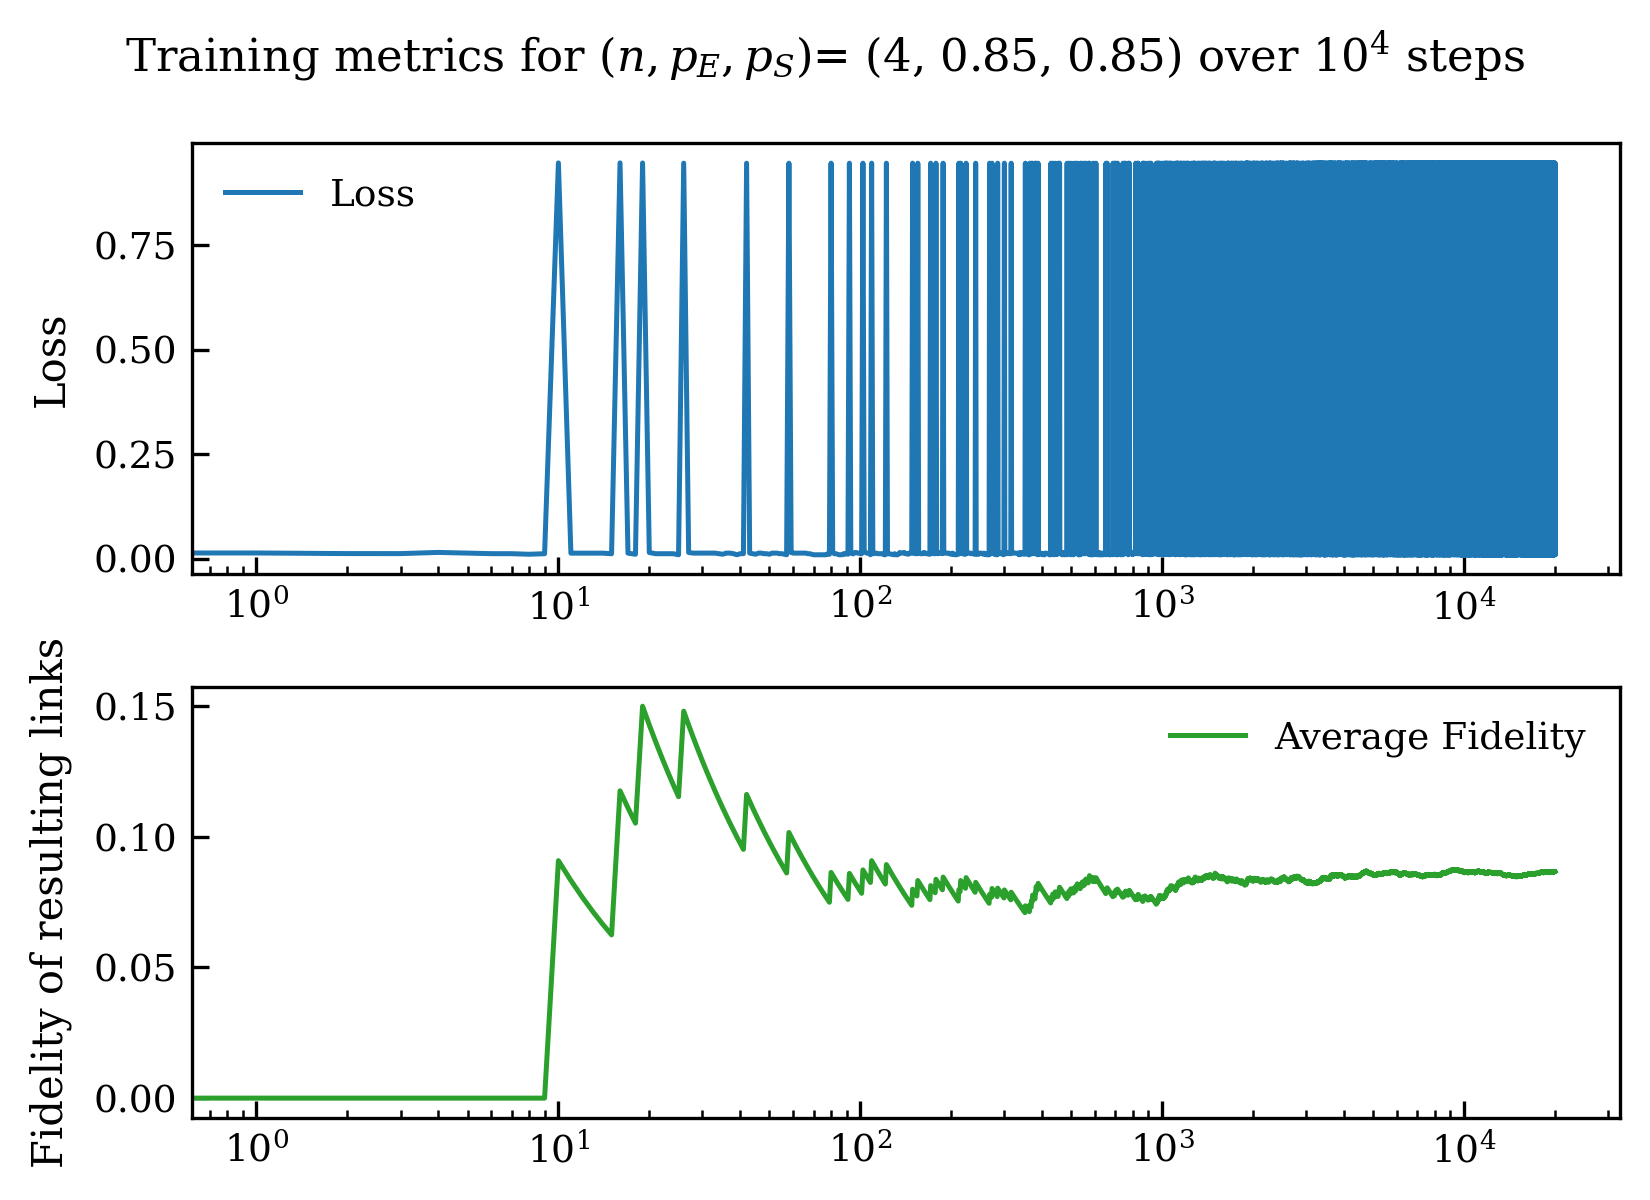 Training metrics for (n, p_E, p_S)= (4, 0.85, 0.85) over 10^4 steps
Loss
Loss
0.75
0.50
0.25
0.00
10^0 10^1 10^2 10^3 10^4
Fidelity of resulting links
Average Fidelity
0.15
0.10
0.05
0.00
10^0 10^1 10^2 10^3 10^4